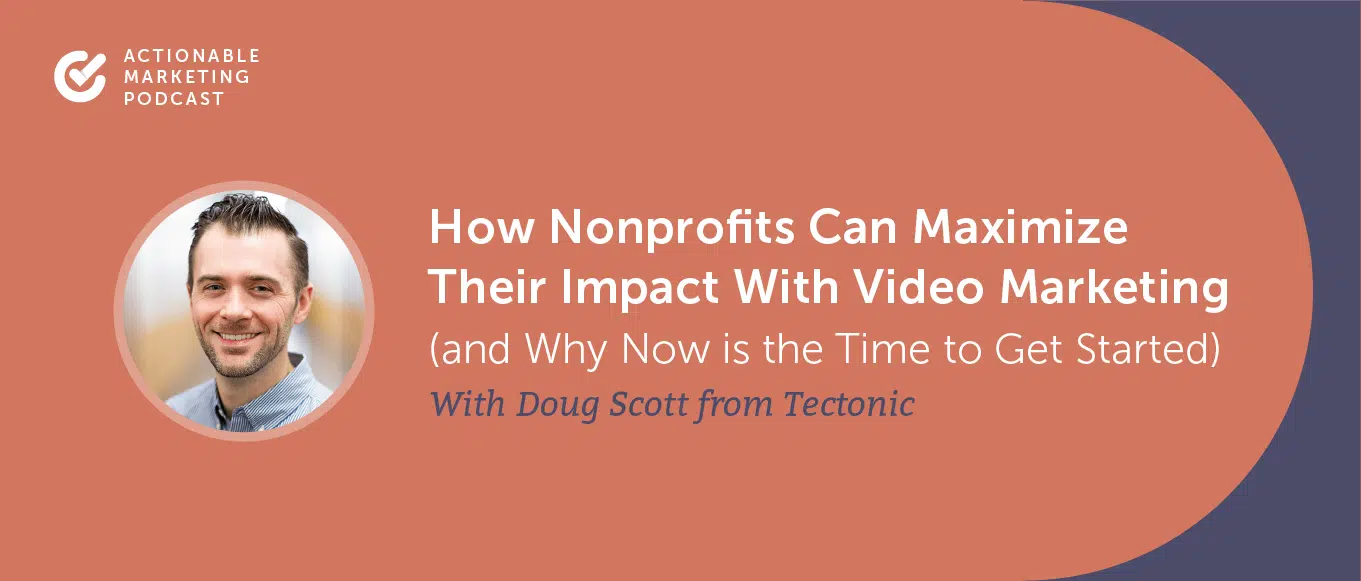 ACTIONABLE
MARKETING
PODCAST
How Nonprofits Can Maximize
Their Impact With Video Marketing
(and Why Now is the Time to Get Started)
With Doug Scott from Tectonic